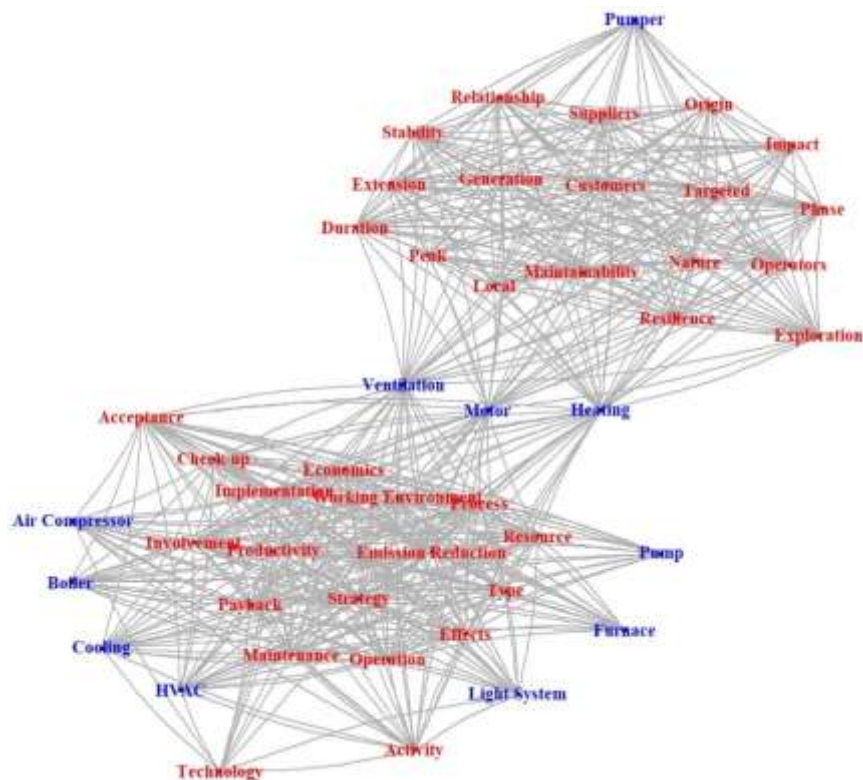 Pumper
Relationship
Suppliers
Origin
Stability
Impact
Extension
Generation
Customers
Targeted
Phase
Duration
Peak
Maintainability
Nature
Operators
Local
Resilience
Exploration
Ventilation
Motor
Heating
Acceptance
Check up
Economics
Implementation
Working Environment
Process
Air Compressor
Involvement
Productivity
Emission Reduction
Resource
Pump
Boiler
Payback
Strategy
Type
Furnace
Effects
Cooling
Maintenance
Operation
HVAC
Light System
Activity
Technology